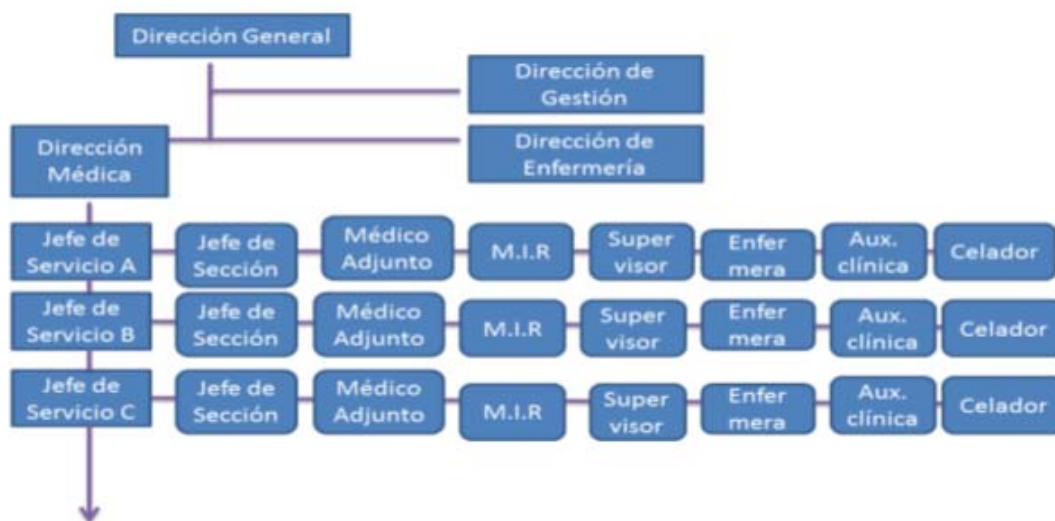 Dirección General
Dirección de
Gestión
Dirección de
Enfermería
Dirección
Médica
Jefe de
Servicio A
Jefe de
Sección
Médico
Adjunto
M.I.R
Super
visor
Enfer
mera
Aux.
clínica
Celador
Jefe de
Servicio B
Jefe de
Sección
Médico
Adjunto
M.I.R
Super
visor
Enfer
mera
Aux.
clínica
Celador
Jefe de
Servicio C
Jefe de
Sección
Médico
Adjunto
M.I.R
Super
visor
Enfer
mera
Aux.
clínica
Celador